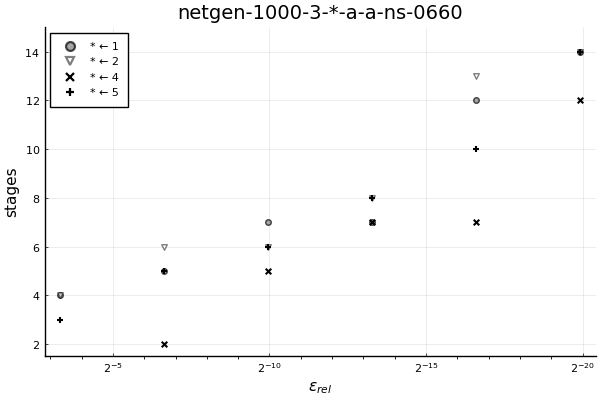 netgen-1000-3-*-a-a-ns-0660
* ← 1
* ← 2
* ← 4
* ← 5
stages
14
12
10
8
6
4
2
2⁻⁵ 2⁻¹⁰ 2⁻¹⁵ 2⁻²⁰
ε_rel